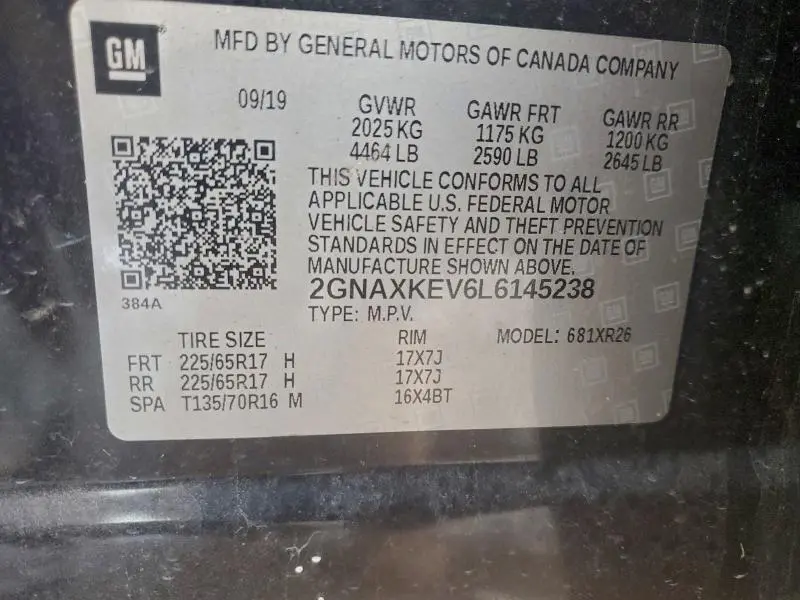 GM
MFD BY GENERAL MOTORS OF CANADA COMPANY
09/19 GVWR GAWR FRT GAWR RR
2025 KG 1175 KG 1200 KG
4464 LB 2590 LB 2645 LB
THIS VEHICLE CONFORMS TO ALL
APPLICABLE U.S. FEDERAL MOTOR
VEHICLE SAFETY AND THEFT PREVENTION
STANDARDS IN EFFECT ON THE DATE OF
MANUFACTURE SHOWN ABOVE.
384A 2GNAXKEV6L6145238
TYPE: M.P.V.
TIRE SIZE RIM MODEL: 681XR26
FRT 225/65R17 H 17X7J
RR 225/65R17 H 17X7J
SPA T135/70R16 M 16X4BT